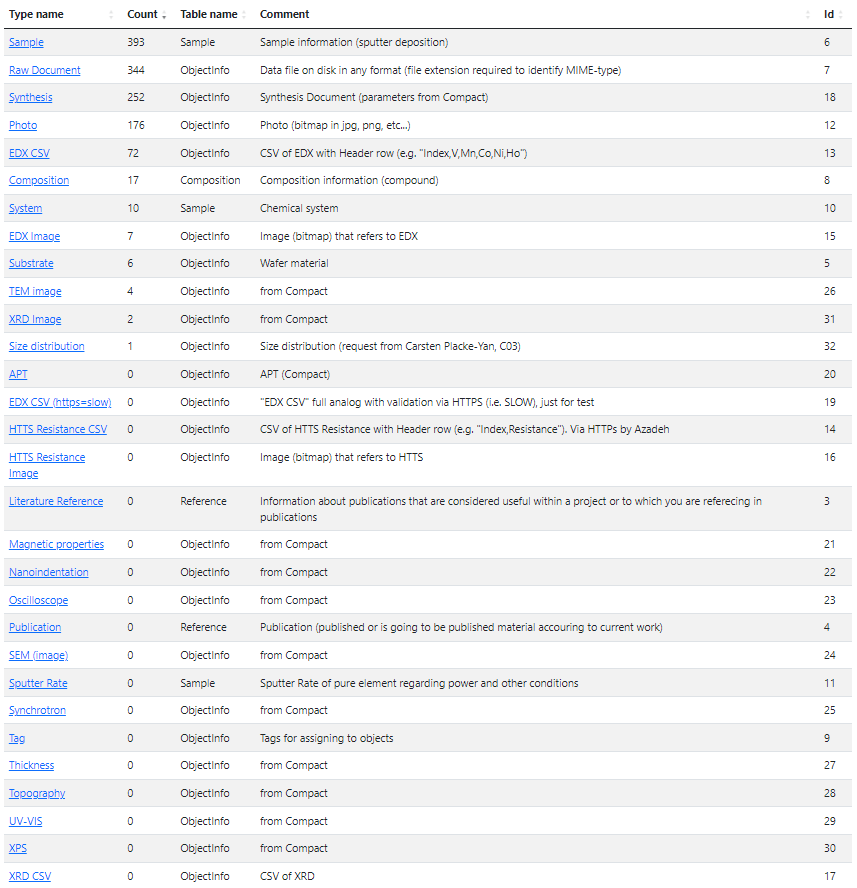 Type name Count Table name Comment Id
Sample 393 Sample Sample information (sputter deposition) 6
Raw Document 344 ObjectInfo Data file on disk in any format (file extension required to identify MIME-type) 7
Synthesis 252 ObjectInfo Synthesis Document (parameters from Compact) 18
Photo 176 ObjectInfo Photo (bitmap in jpg, png, etc...) 12
EDX CSV 72 ObjectInfo CSV of EDX with Header row (e.g. "Index,V,Mn,Co,Ni,Ho") 13
Composition 17 Composition Composition information (compound) 8
System 10 Sample Chemical system 10
EDX Image 7 ObjectInfo Image (bitmap) that refers to EDX 15
Substrate 6 ObjectInfo Wafer material 5
TEM image 4 ObjectInfo from Compact 26
XRD Image 2 ObjectInfo from Compact 31
Size distribution 1 ObjectInfo Size distribution (request from Carsten Placke-Yan, C03) 32
APT 0 ObjectInfo APT (Compact) 20
EDX CSV (https=slow) 0 ObjectInfo "EDX CSV" full analog with validation via HTTPS (i.e. SLOW), just for test 19
HTTS Resistance CSV 0 ObjectInfo CSV of HTTS Resistance with Header row (e.g. "Index,Resistance"). Via HTTPs by Azadeh 14
HTTS Resistance 0 ObjectInfo Image (bitmap) that refers to HTTS 16
Image
Literature Reference 0 Reference Information about publications that are considered useful within a project or to which you are referecing in 3
publications
Magnetic properties 0 ObjectInfo from Compact 21
Nanoindentation 0 ObjectInfo from Compact 22
Oscilloscope 0 ObjectInfo from Compact 23
Publication 0 Reference Publication (published or is going to be published material accouring to current work) 4
SEM (image) 0 ObjectInfo from Compact 24
Sputter Rate 0 Sample Sputter Rate of pure element regarding power and other conditions 11
Synchrotron 0 ObjectInfo from Compact 25
Tag 0 ObjectInfo Tags for assigning to objects 9
Thickness 0 ObjectInfo from Compact 27
Topography 0 ObjectInfo from Compact 28
UV-VIS 0 ObjectInfo from Compact 29
XPS 0 ObjectInfo from Compact 30
XRD CSV 0 ObjectInfo CSV of XRD 17